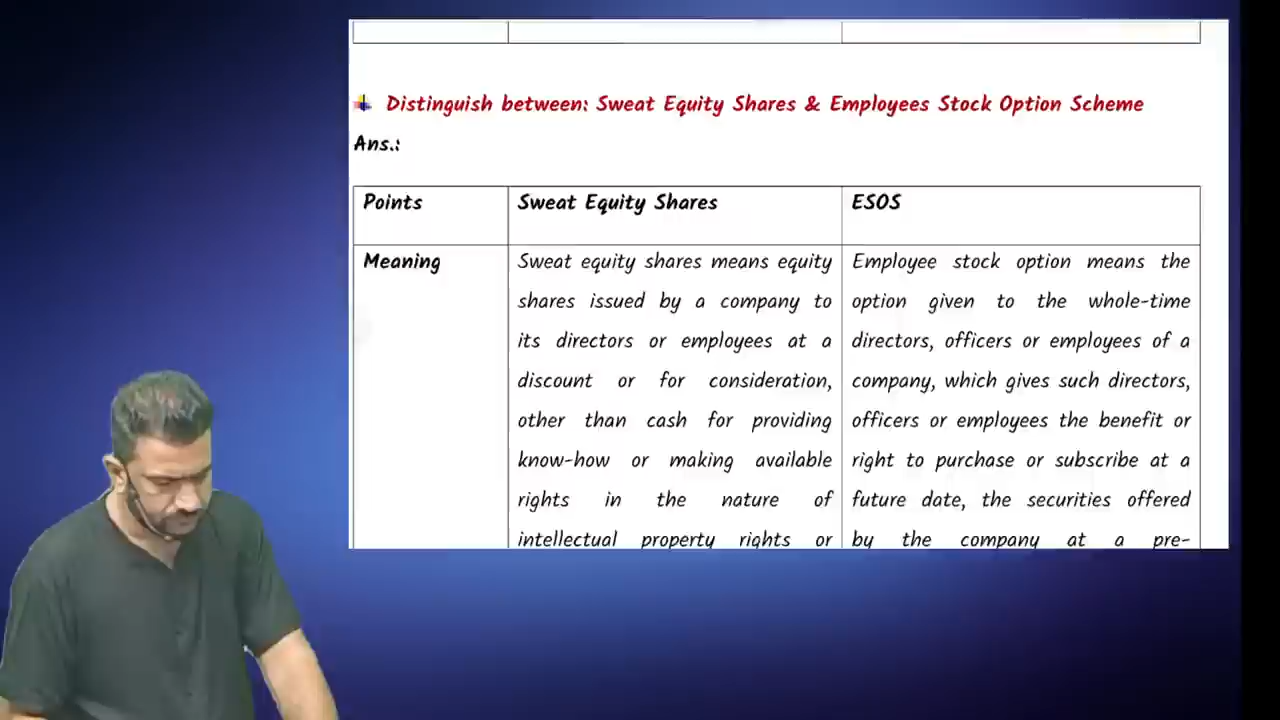 Distinguish between: Sweat Equity Shares & Employees Stock Option Scheme
Ans.:
Points
Sweat Equity Shares
ESOS
Meaning
Sweat equity shares means equity
shares issued by a company to
its directors or employees at a
discount or for consideration,
other than cash for providing
know-how or making available
rights in the nature of
intellectual property rights or
Employee stock option means the
option given to the whole-time
directors, officers or employees of a
company, which gives such directors,
officers or employees the benefit or
right to purchase or subscribe at a
future date, the securities offered
by the company at a pre-